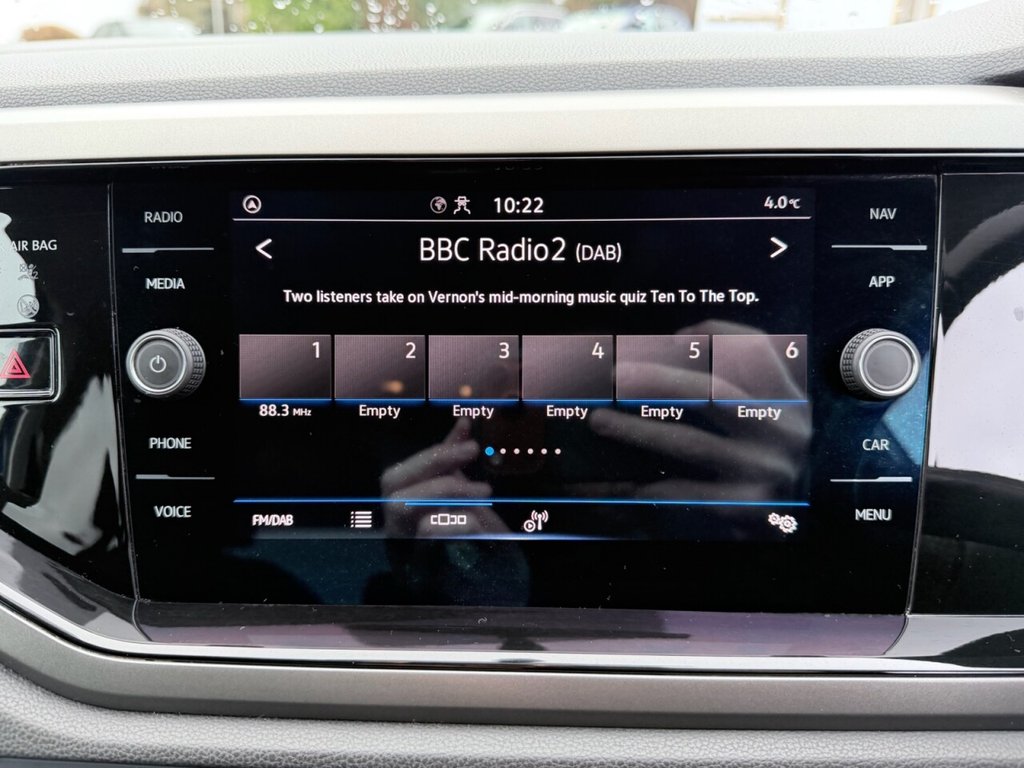 10:22
4.0°C
RADIO
NAV
AIR BAG
BBC Radio2 (DAB)
MEDIA
APP
Two listeners take on Vernon's mid-morning music quiz Ten To The Top.
1 2 3 4 5 6
88.3 MHz Empty Empty Empty Empty Empty
PHONE
CAR
VOICE
MENU
FM/DAB